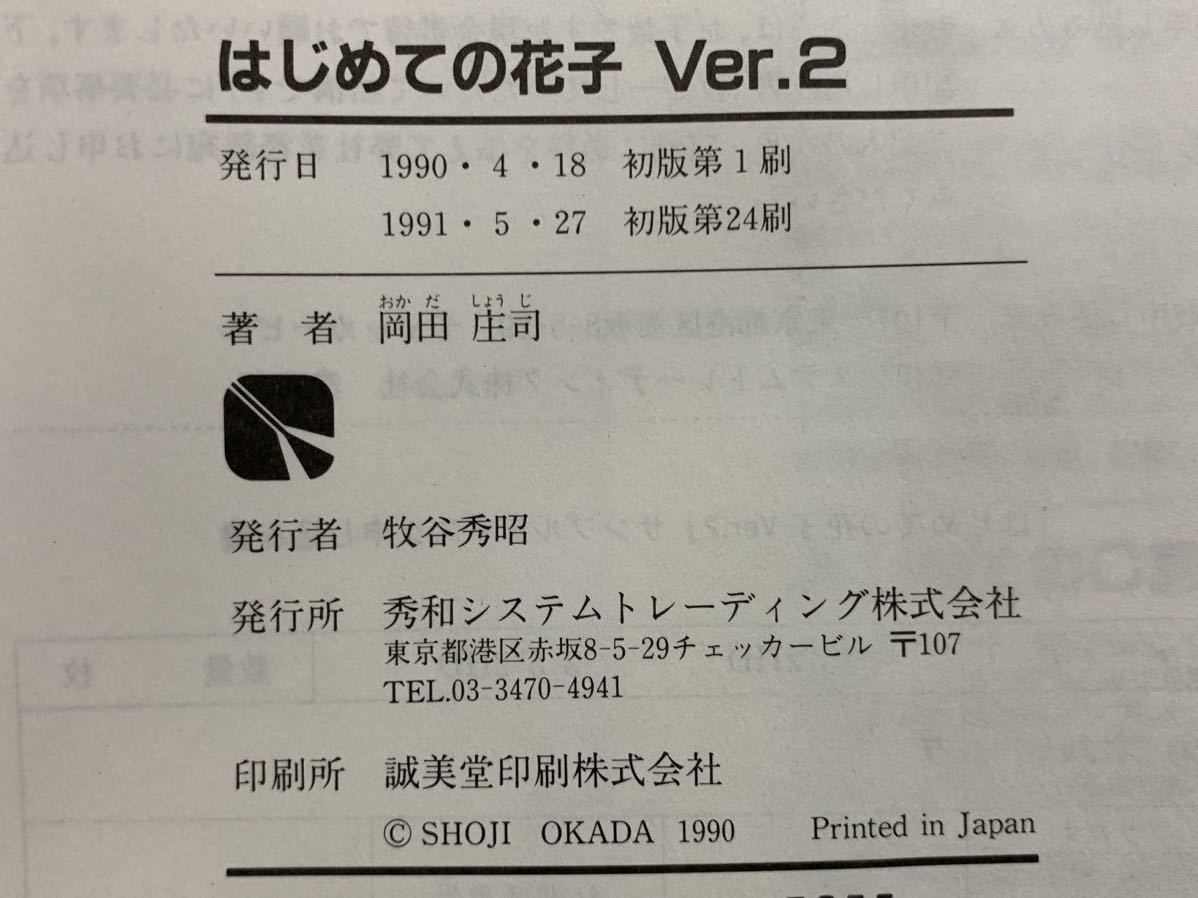 はじめての花子 Ver.2
発行日 1990・4・18 初版第1刷
1991・5・27 初版第24刷
おかだ しょうじ
著者 岡田 庄司
発行者 牧谷秀昭
発行所 秀和システムトレーディング株式会社
東京都港区赤坂8-5-29チェッカービル 〒107
TEL.03-3470-4941
印刷所 誠美堂印刷株式会社
©SHOJI OKADA 1990 Printed in Japan